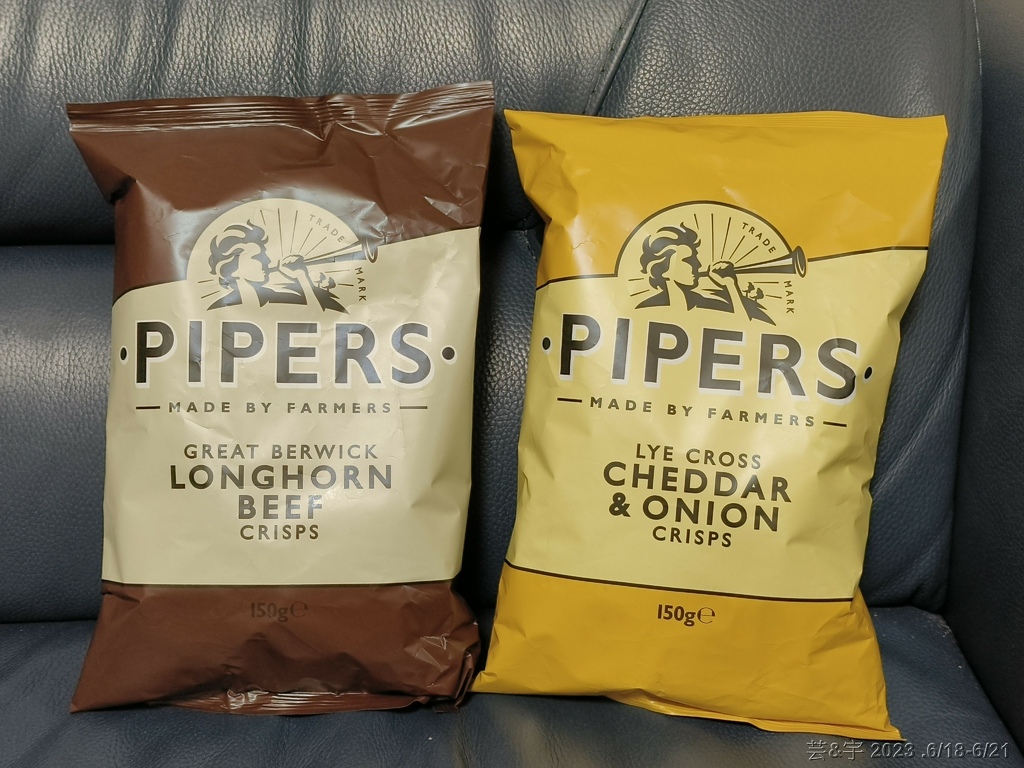 TRADE MARK
PIPERS
MADE BY FARMERS
GREAT BERWICK
LONGHORN
BEEF
CRISPS
150g℮
TRADE MARK
PIPERS
MADE BY FARMERS
LYE CROSS
CHEDDAR
& ONION
CRISPS
150g℮
芸&宇 2023 .6/18-6/21